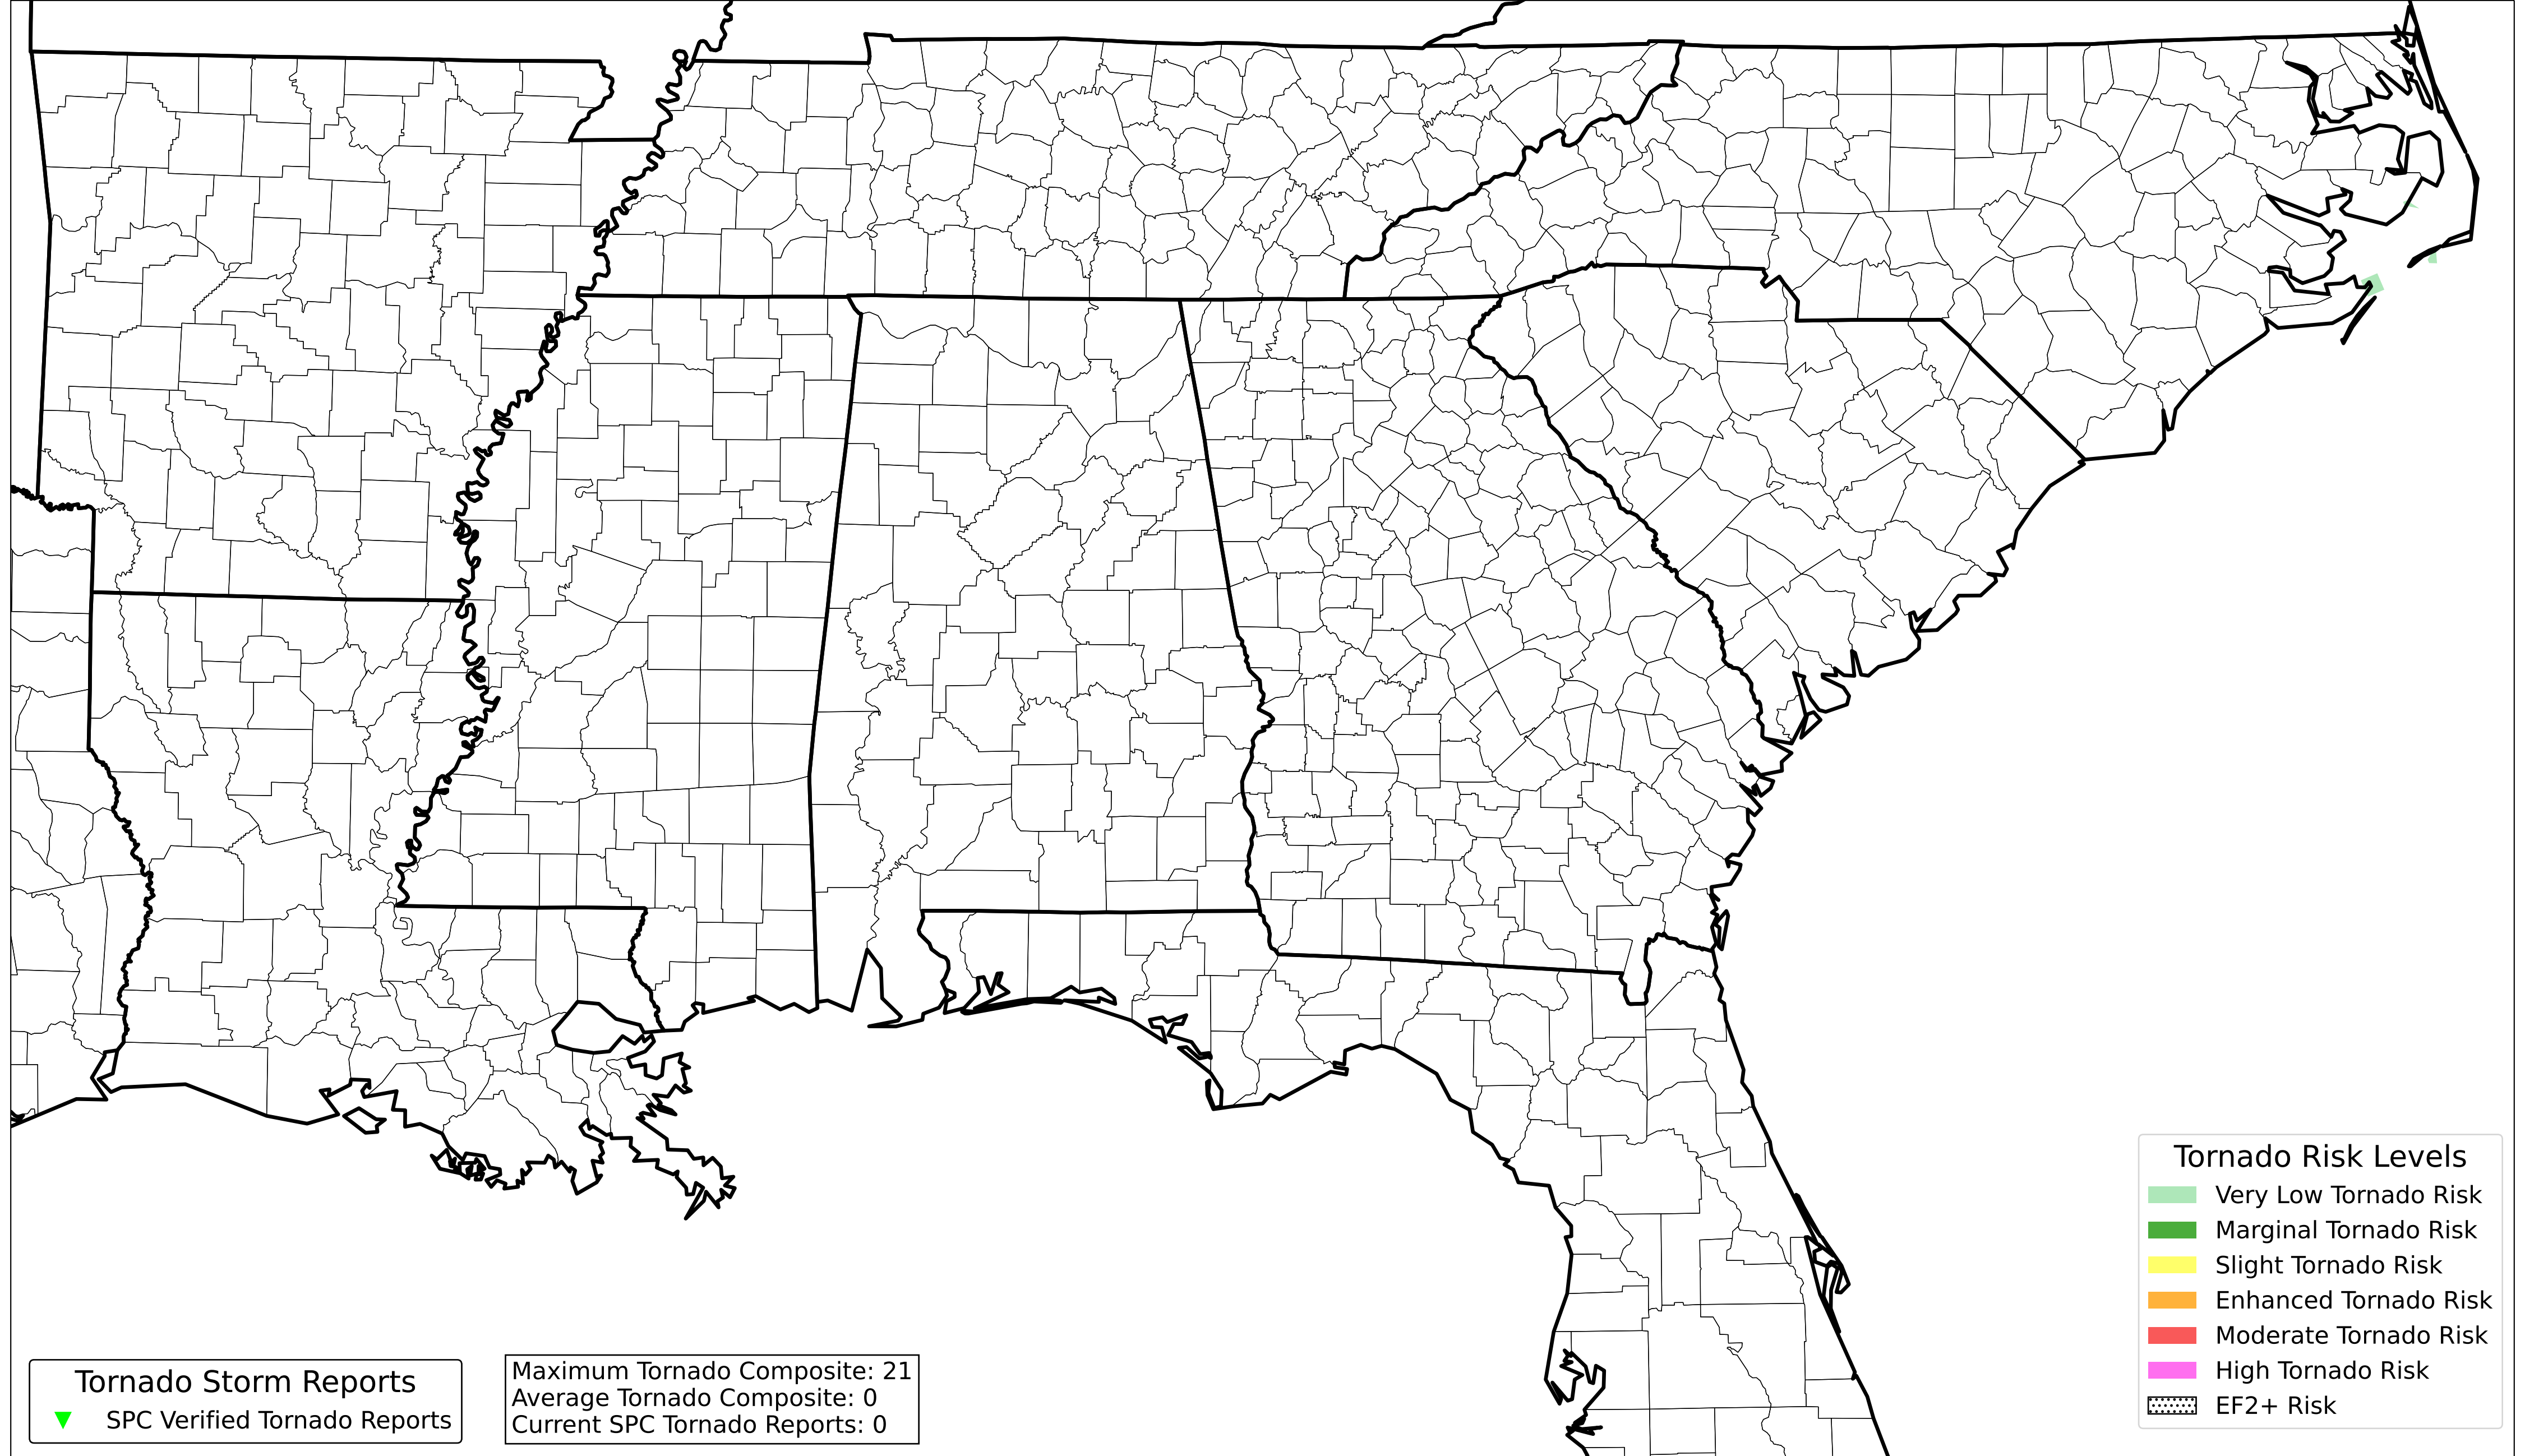 Tornado Risk Levels
Very Low Tornado Risk
Marginal Tornado Risk
Slight Tornado Risk
Enhanced Tornado Risk
Moderate Tornado Risk
High Tornado Risk
EF2+ Risk
Tornado Storm Reports
SPC Verified Tornado Reports
Maximum Tornado Composite: 21
Average Tornado Composite: 0
Current SPC Tornado Reports: 0